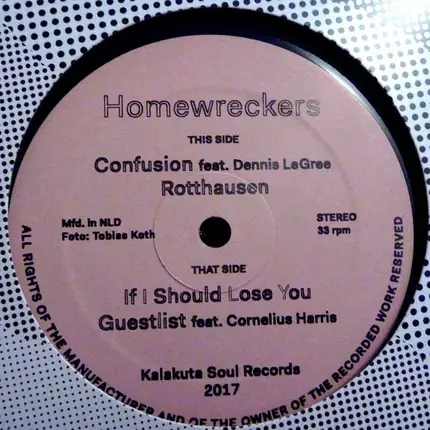 Homewreckers
THIS SIDE
Confusion feat. Dennis LeGree
Rotthausen
Mfd. in NLD
Foto: Tobias Koth
STEREO
33 rpm
THAT SIDE
If I Should Lose You
Guestlist feat. Cornelius Harris
Kalakuta Soul Records
2017
ALL RIGHTS OF THE MANUFACTURER AND OF THE OWNER OF THE RECORDED WORK RESERVED